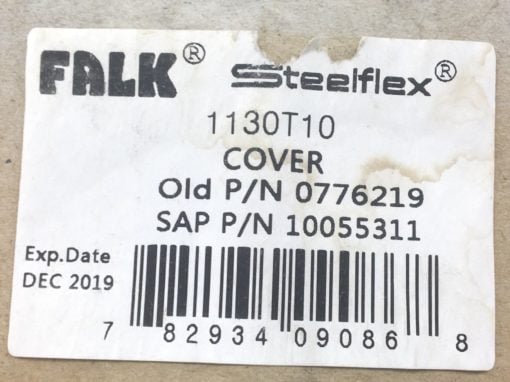 FALK® Steelflex®
1130T10
COVER
Old P/N 0776219
SAP P/N 10055311
Exp.Date
DEC 2019
7 82934 09086 8